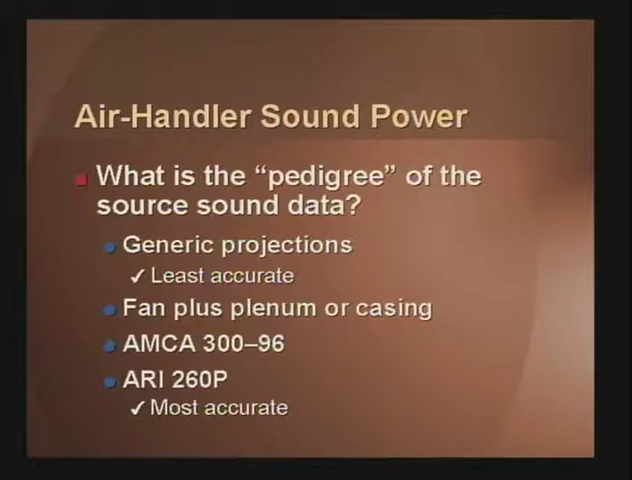 Air-Handler Sound Power
What is the “pedigree” of the
source sound data?
Generic projections
✓ Least accurate
Fan plus plenum or casing
AMCA 300–96
ARI 260P
✓ Most accurate